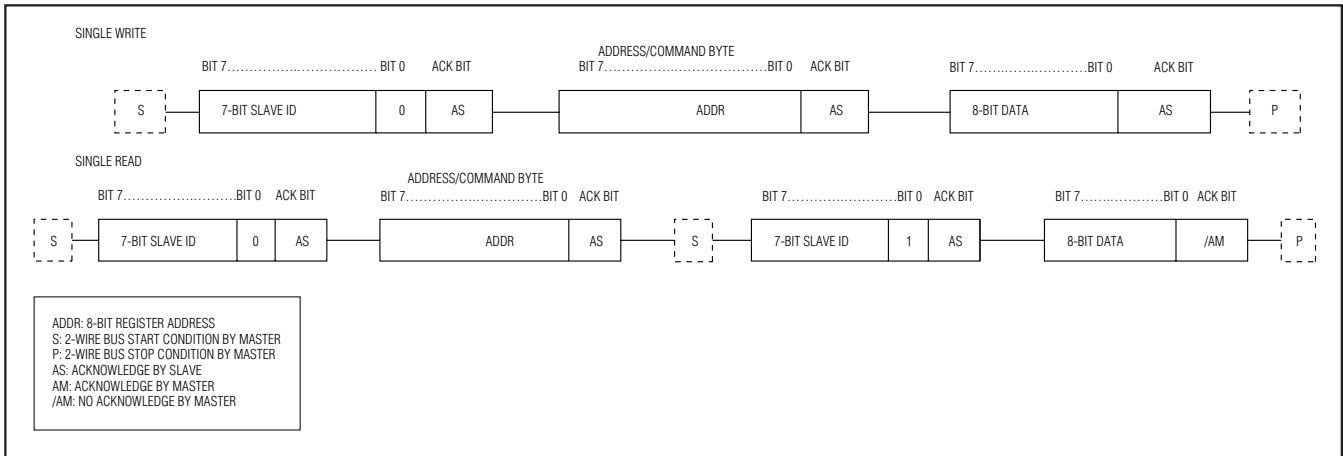 SINGLE WRITE
ADDRESS/COMMAND BYTE
BIT 7……………..……………… BIT 0 ACK BIT BIT 7……………..…………………BIT 0 ACK BIT BIT 7…….…….…………BIT 0 ACK BIT
S 7-BIT SLAVE ID 0 AS ADDR AS 8-BIT DATA AS P
SINGLE READ
ADDRESS/COMMAND BYTE
BIT 7……………..………BIT 0 ACK BIT BIT 7……………..……………BIT 0 ACK BIT BIT 7…………..…………BIT 0 ACK BIT BIT 7……..…………BIT 0 ACK BIT
S 7-BIT SLAVE ID 0 AS ADDR AS S 7-BIT SLAVE ID 1 AS 8-BIT DATA /AM P
ADDR: 8-BIT REGISTER ADDRESS
S: 2-WIRE BUS START CONDITION BY MASTER
P: 2-WIRE BUS STOP CONDITION BY MASTER
AS: ACKNOWLEDGE BY SLAVE
AM: ACKNOWLEDGE BY MASTER
/AM: NO ACKNOWLEDGE BY MASTER